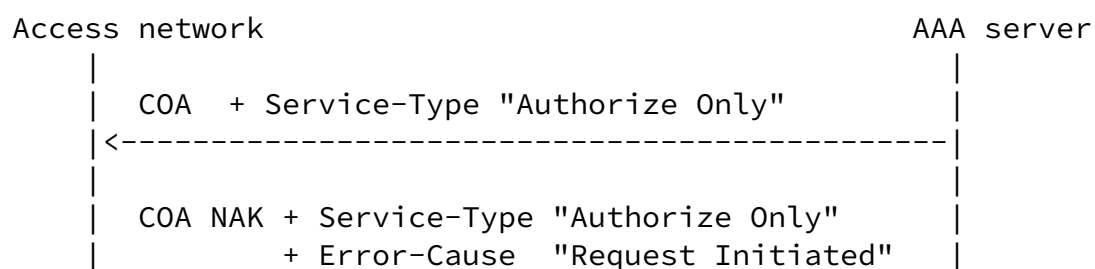 Access network AAA server
COA + Service-Type "Authorize Only"
COA NAK + Service-Type "Authorize Only"
+ Error-Cause "Request Initiated"